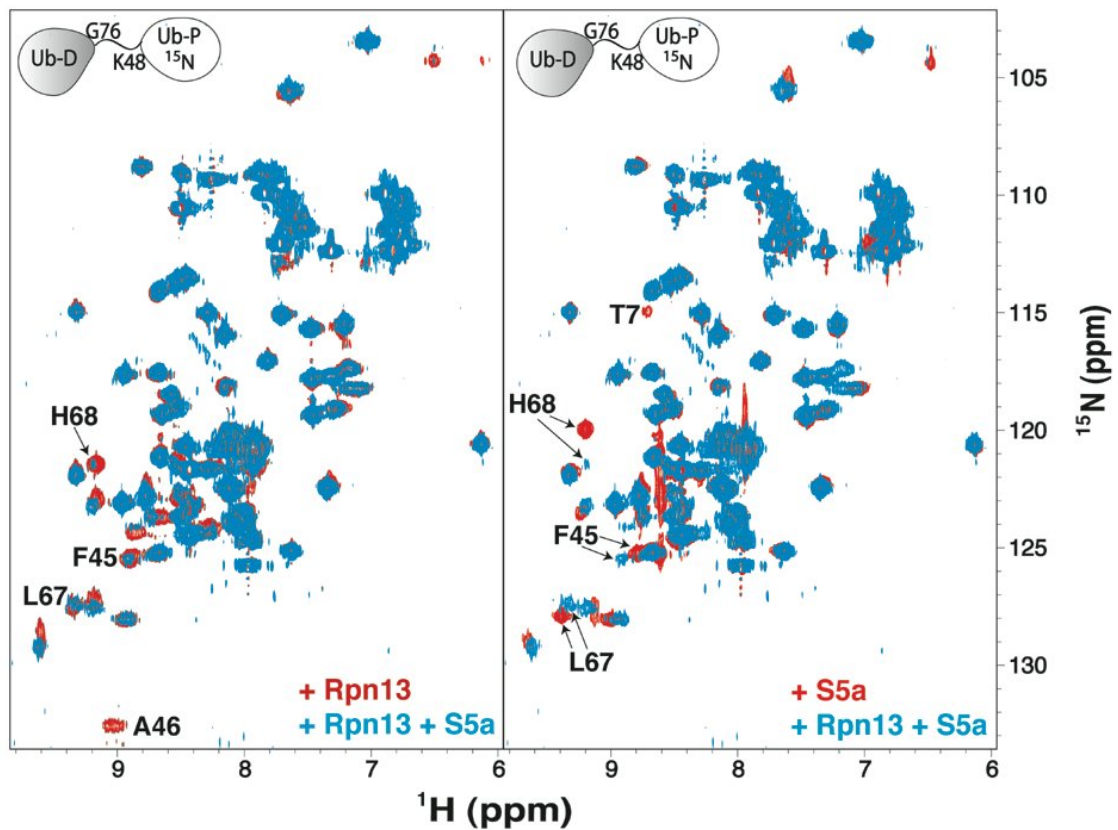 G76
Ub-D
K48
Ub-P
15N
H68
F45
L67
A46
+ Rpn13
+ Rpn13 + S5a
9
8
7
6
G76
Ub-D
K48
Ub-P
15N
T7
H68
F45
L67
+ S5a
+ Rpn13 + S5a
9
8
7
6
105
110
115
120
125
130
15N (ppm)
1H (ppm)